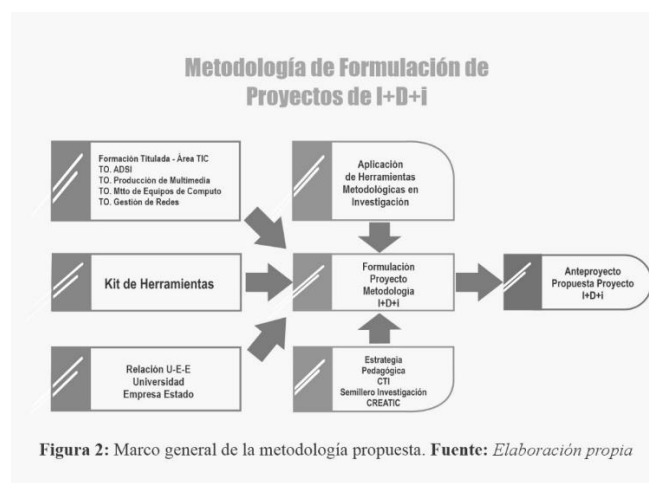 Metodología de Formulación de
Proyectos de I+D+i
Formación Titulada - Área TIC
TO. ADSI
TO. Producción de Multimedia
TO. Mtto de Equipos de Computo
TO. Gestión de Redes
Aplicación
de Herramientas
Metodológicas en
Investigación
Kit de Herramientas
Formulación
Proyecto
Metodología
I+D+i
Anteproyecto
Propuesta Proyecto
I+D+i
Relación U-E-E
Universidad
Empresa Estado
Estrategia
Pedagógica
CTI
Semillero Investigación
CREATIC
Figura 2: Marco general de la metodología propuesta. Fuente: Elaboración propia